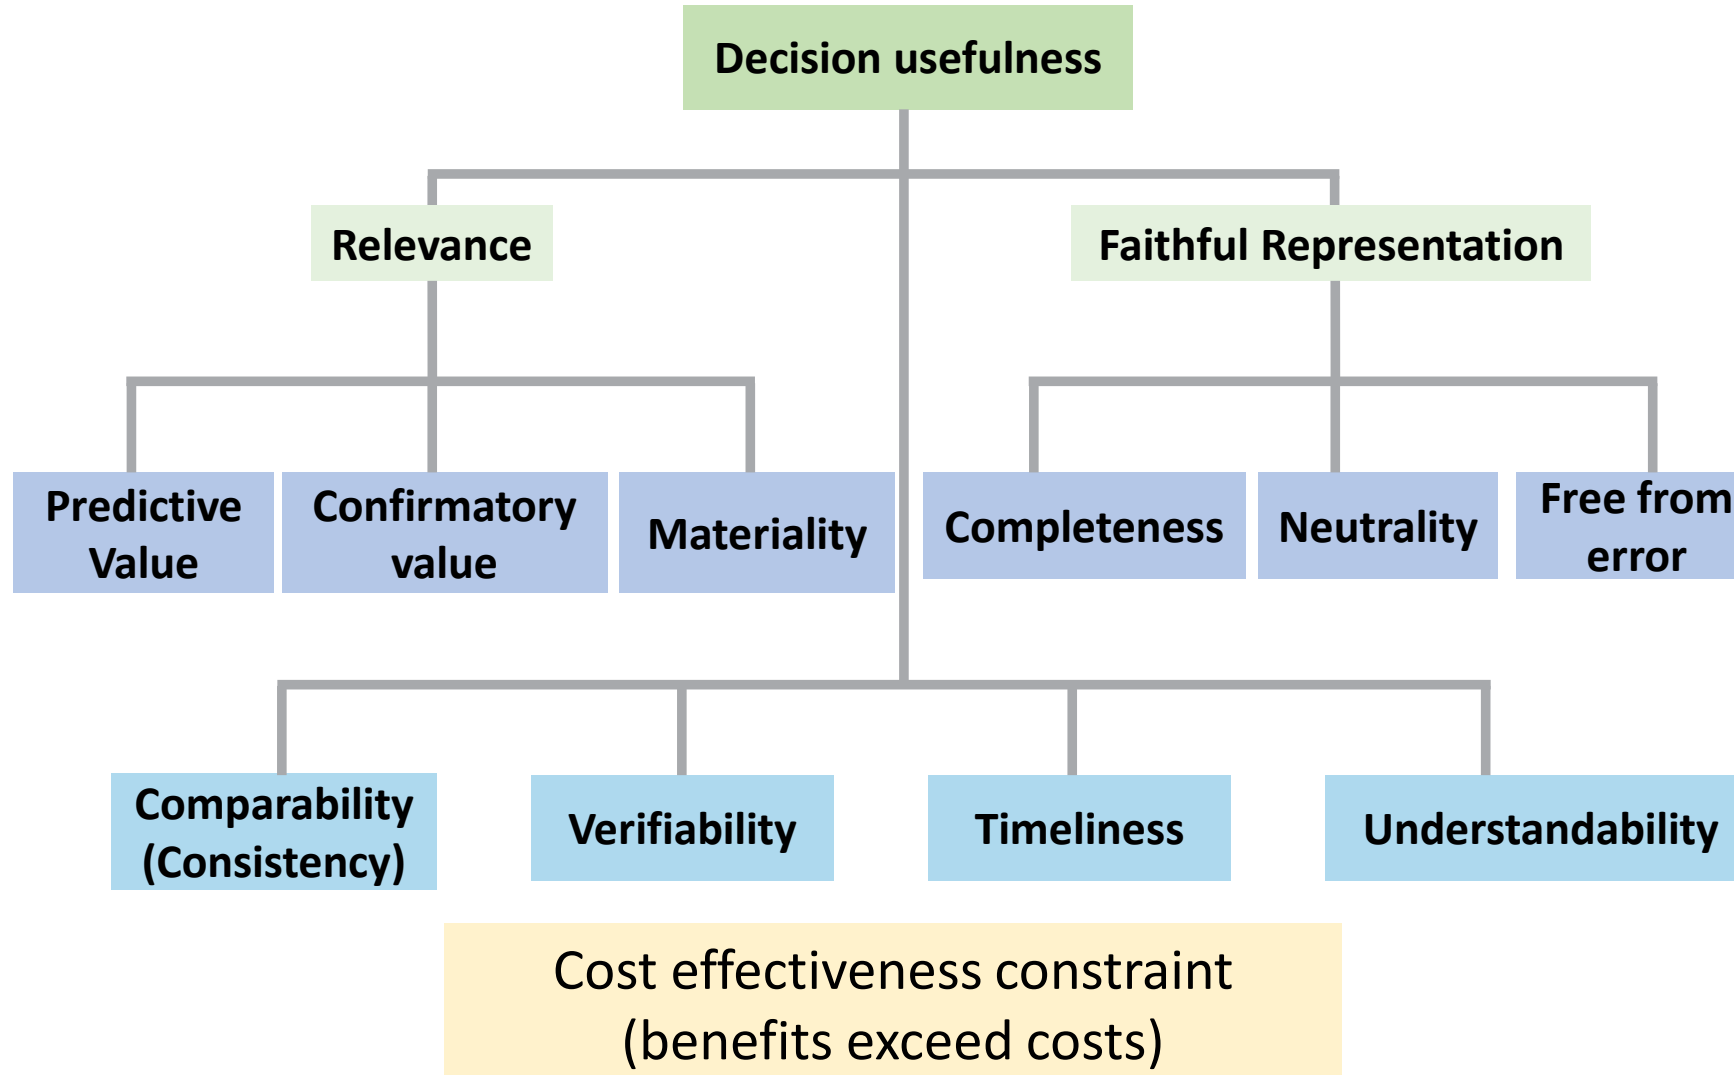 Decision usefulness
Relevance
Faithful Representation
Predictive
Value
Confirmatory
value
Materiality
Completeness
Neutrality
Free from
error
Comparability
(Consistency)
Verifiability
Timeliness
Understandability
Cost effectiveness constraint
(benefits exceed costs)